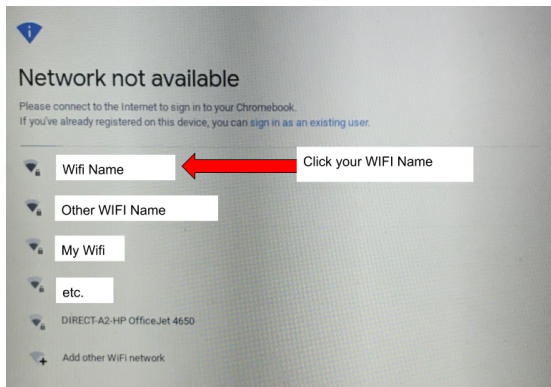 Network not available
Please connect to the Internet to sign in to your Chromebook.
If you've already registered on this device, you can sign in as an existing user.
Wifi Name
Click your WIFI Name
Other WIFI Name
My Wifi
etc.
DIRECT-A2-HP OfficeJet 4650
Add other WiFi network